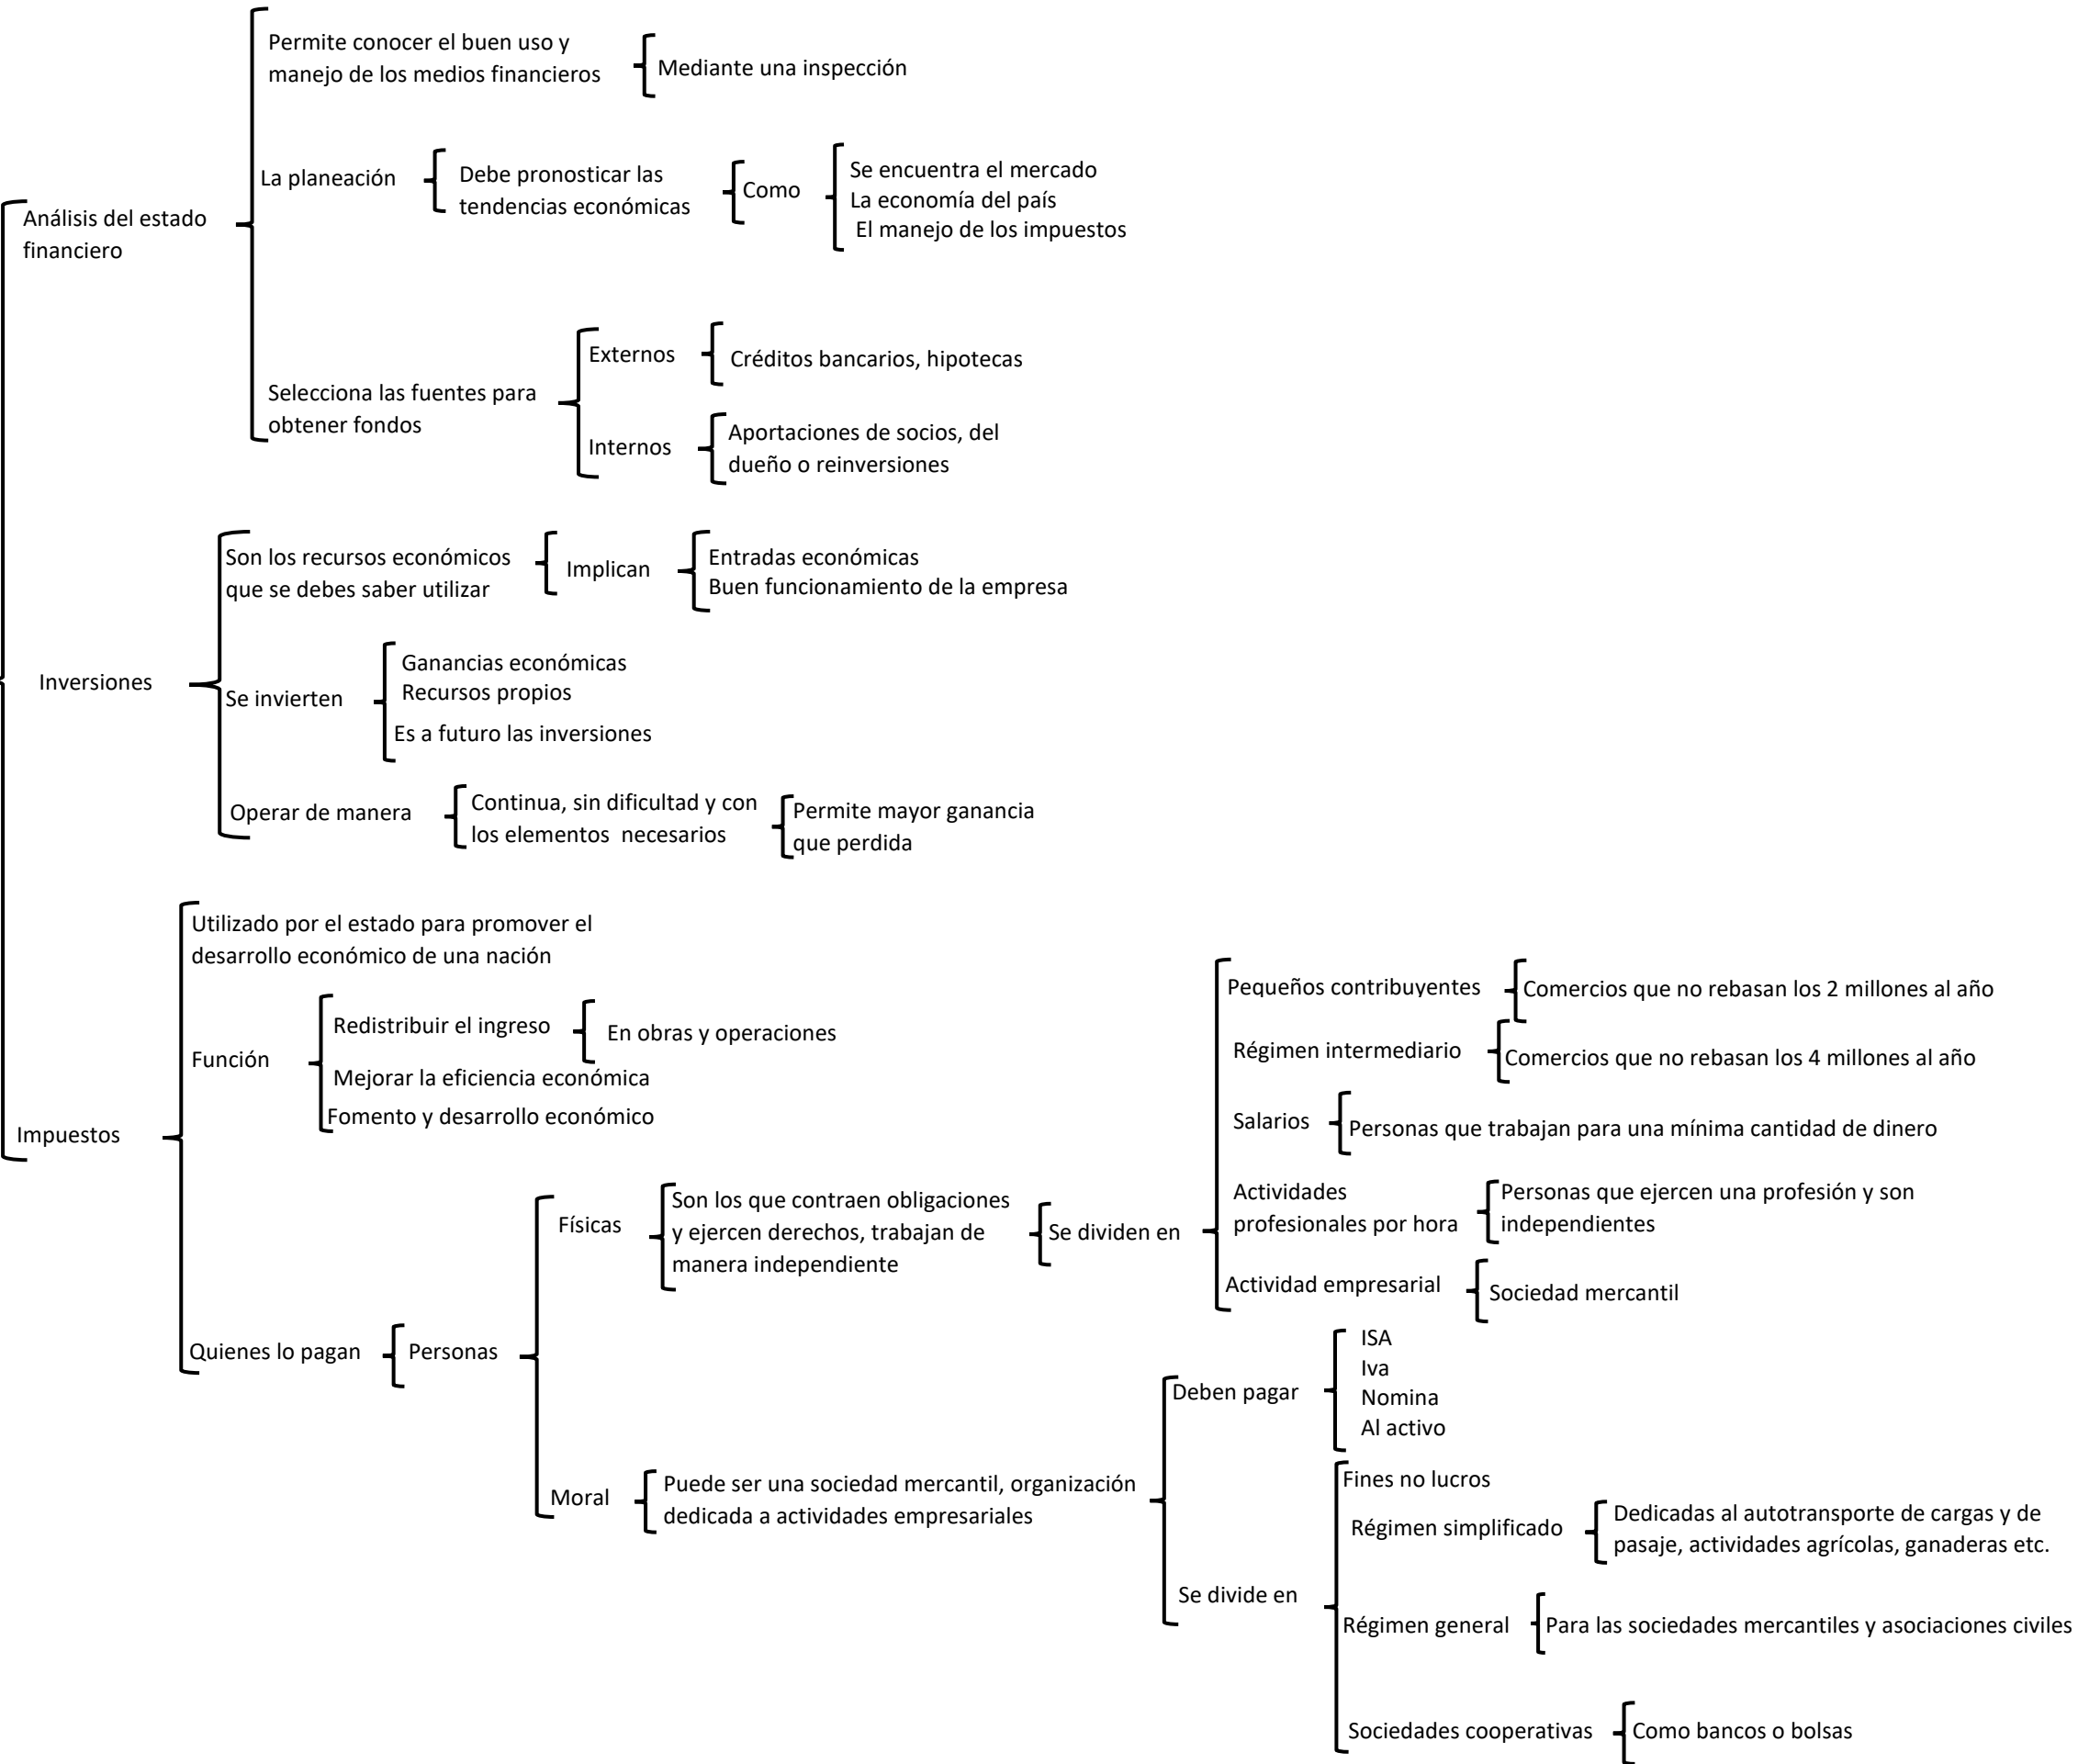 Permite conocer el buen uso y
manejo de los medios financieros
Mediante una inspección
La planeación
Debe pronosticar las
tendencias económicas
Como
Se encuentra el mercado
La economía del país
El manejo de los impuestos
Análisis del estado
financiero
Selecciona las fuentes para
obtener fondos
Externos
Créditos bancarios, hipotecas
Internos
Aportaciones de socios, del
dueño o reinversiones
Inversiones
Son los recursos económicos
que se debes saber utilizar
Implican
Entradas económicas
Buen funcionamiento de la empresa
Se invierten
Ganancias económicas
Recursos propios
Es a futuro las inversiones
Operar de manera
Continua, sin dificultad y con
los elementos  necesarios
Permite mayor ganancia
que perdida
Impuestos
Utilizado por el estado para promover el
desarrollo económico de una nación
Función
Redistribuir el ingreso
En obras y operaciones
Mejorar la eficiencia económica
Fomento y desarrollo económico
Quienes lo pagan
Personas
Físicas
Son los que contraen obligaciones
y ejercen derechos, trabajan de
manera independiente
Se dividen en
Pequeños contribuyentes
Comercios que no rebasan los 2 millones al año
Régimen intermediario
Comercios que no rebasan los 4 millones al año
Salarios
Personas que trabajan para una mínima cantidad de dinero
Actividades
profesionales por hora
Personas que ejercen una profesión y son
independientes
Actividad empresarial
Sociedad mercantil
Moral
Puede ser una sociedad mercantil, organización
dedicada a actividades empresariales
Deben pagar
ISA
Iva
Nomina
Al activo
Se divide en
Fines no lucros
Régimen simplificado
Dedicadas al autotransporte de cargas y de
pasaje, actividades agrícolas, ganaderas etc.
Régimen general
Para las sociedades mercantiles y asociaciones civiles
Sociedades cooperativas
Como bancos o bolsas